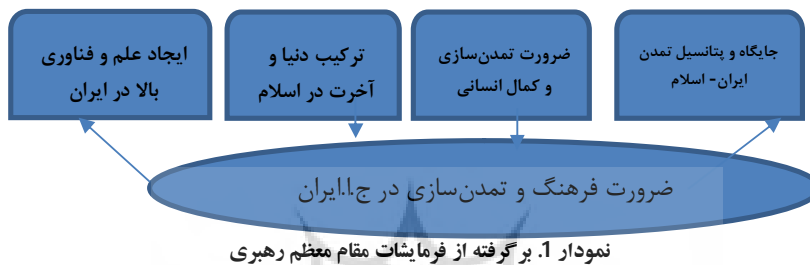 جایگاه و پتانسیل تمدن
ایران- اسلام
ضرورت تمدن‌سازی
و کمال انسانی
ترکیب دنیا و
آخرت در اسلام
ایجاد علم و فناوری
بالا در ایران
ضرورت فرهنگ و تمدن‌سازی در ج.ا.ایران
نمودار 1. برگرفته از فرمایشات مقام معظم رهبری